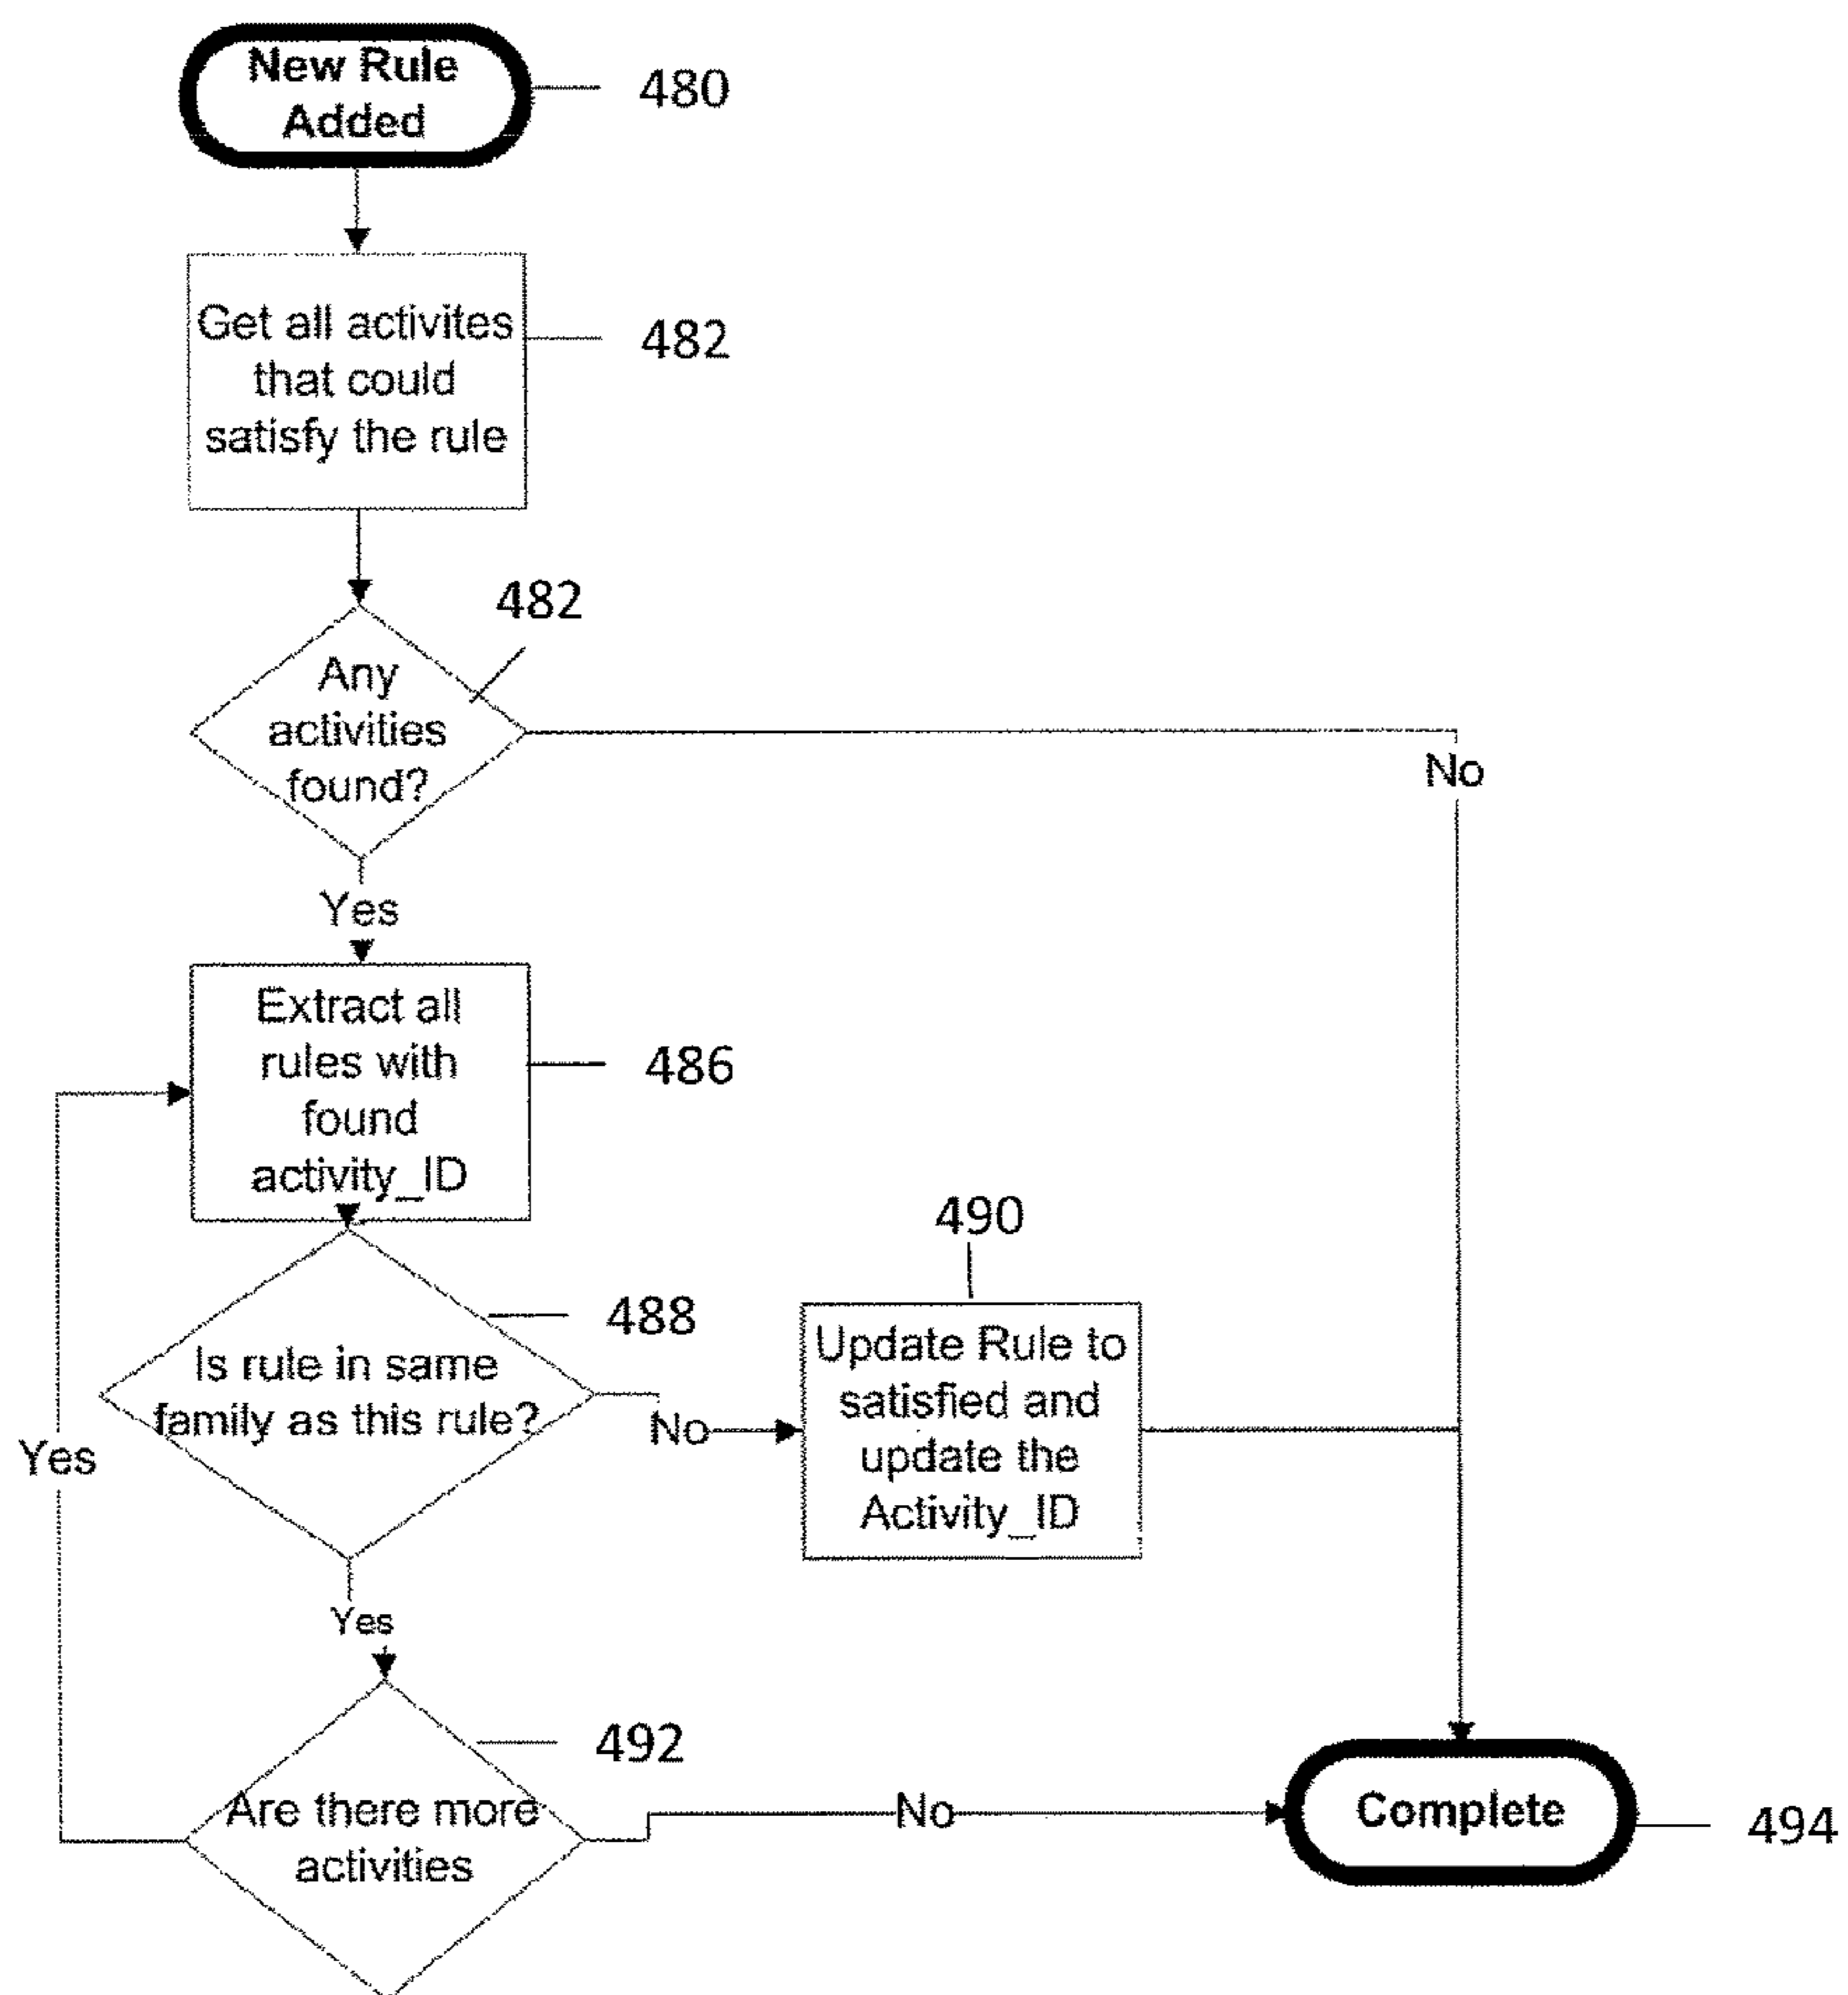 New Rule
Added
480
Get all activites
that could
satisfy the rule
482
482
Any
activities
found?
No
Yes
Extract all
rules with
found
activity_ID
486
490
488
Is rule in same
family as this rule?
No
Update Rule to
satisfied and
update the
Activity_ID
Yes
Yes
492
Are there more
activities
No
Complete
494